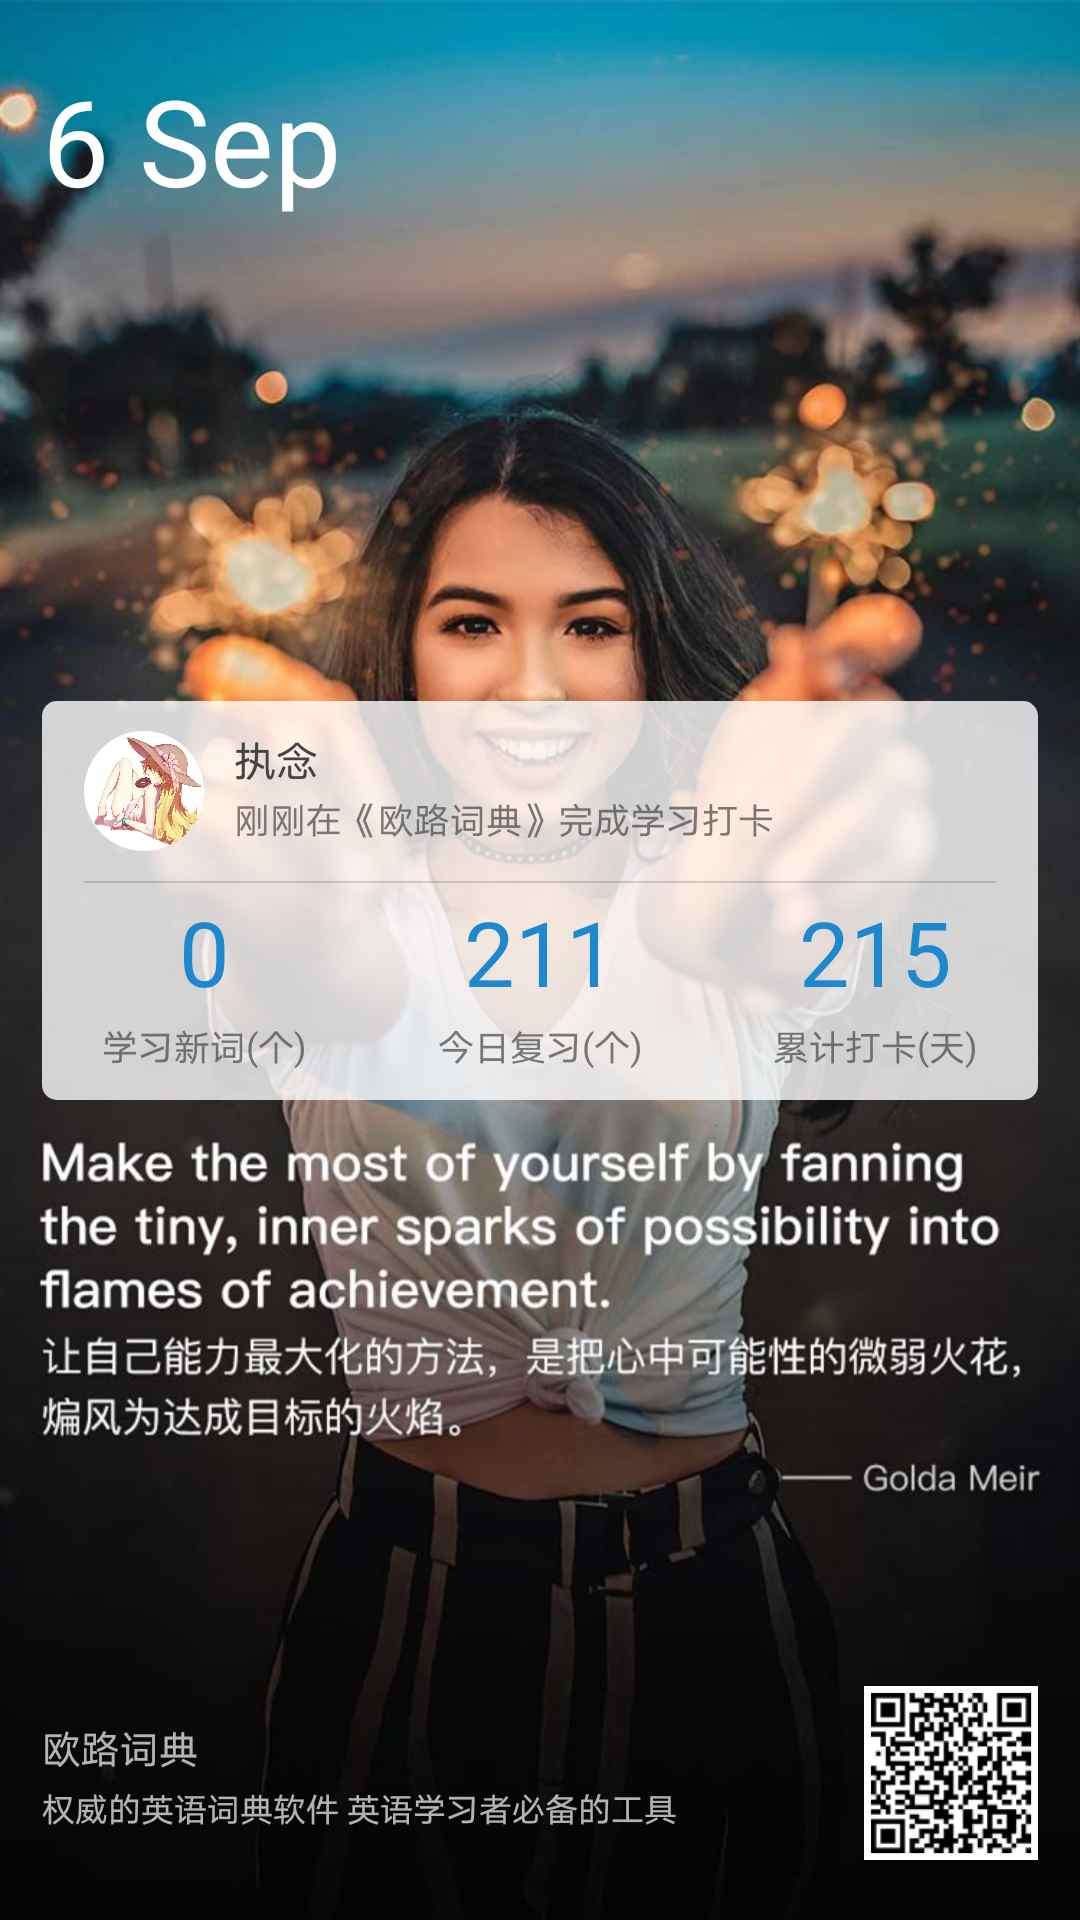 6 Sep
执念
刚刚在《欧路词典》完成学习打卡
0 211 215
学习新词(个) 今日复习(个) 累计打卡(天)
Make the most of yourself by fanning
the tiny, inner sparks of possibility into
flames of achievement.
让自己能力最大化的方法，是把心中可能性的微弱火花，
煸风为达成目标的火焰。
—— Golda Meir
欧路词典
权威的英语词典软件 英语学习者必备的工具